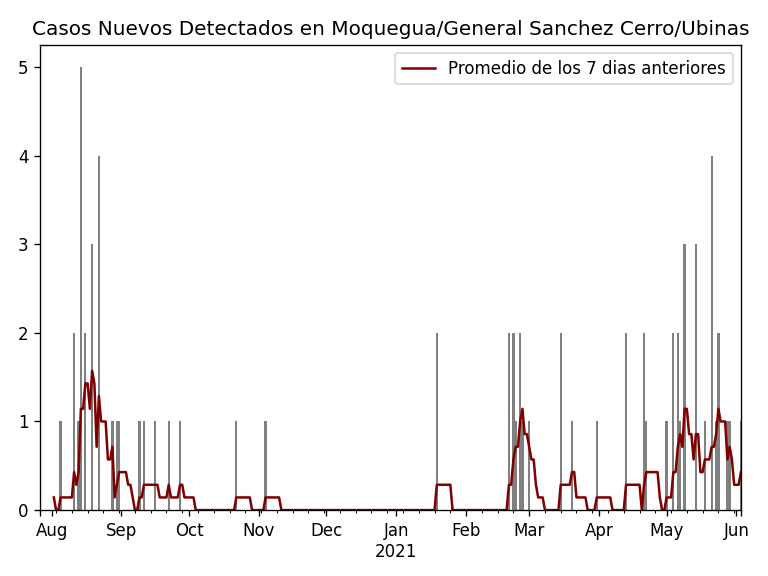 Casos Nuevos Detectados en Moquegua/General Sanchez Cerro/Ubinas
Promedio de los 7 dias anteriores
5
4
3
2
1
0
Aug Sep Oct Nov Dec Jan Feb Mar Apr May Jun
2021